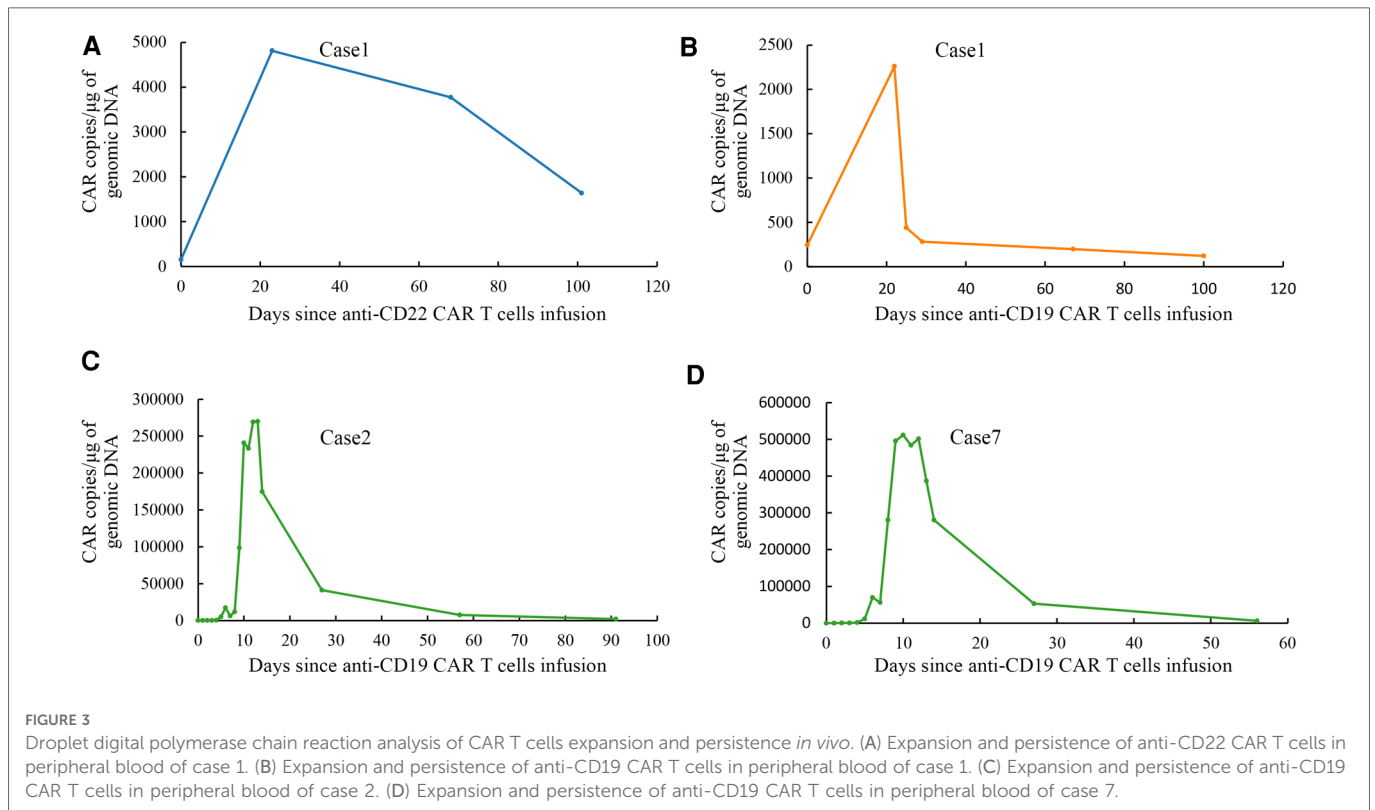 A
Case1
CAR copies/μg of
genomic DNA
5000
4000
3000
2000
1000
0
0 20 40 60 80 100 120
Days since anti-CD22 CAR T cells infusion
B
Case1
CAR copies/μg of
genomic DNA
2500
2000
1500
1000
500
0
0 20 40 60 80 100 120
Days since anti-CD19 CAR T cells infusion
C
Case2
CAR copies/μg of
genomic DNA
300000
250000
200000
150000
100000
50000
0
0 10 20 30 40 50 60 70 80 90 100
Days since anti-CD19 CAR T cells infusion
D
Case7
CAR copies/μg of
genomic DNA
600000
500000
400000
300000
200000
100000
0
0 10 20 30 40 50 60
Days since anti-CD19 CAR T cells infusion
FIGURE 3
Droplet digital polymerase chain reaction analysis of CAR T cells expansion and persistence in vivo. (A) Expansion and persistence of anti-CD22 CAR T cells in
peripheral blood of case 1. (B) Expansion and persistence of anti-CD19 CAR T cells in peripheral blood of case 1. (C) Expansion and persistence of anti-CD19
CAR T cells in peripheral blood of case 2. (D) Expansion and persistence of anti-CD19 CAR T cells in peripheral blood of case 7.